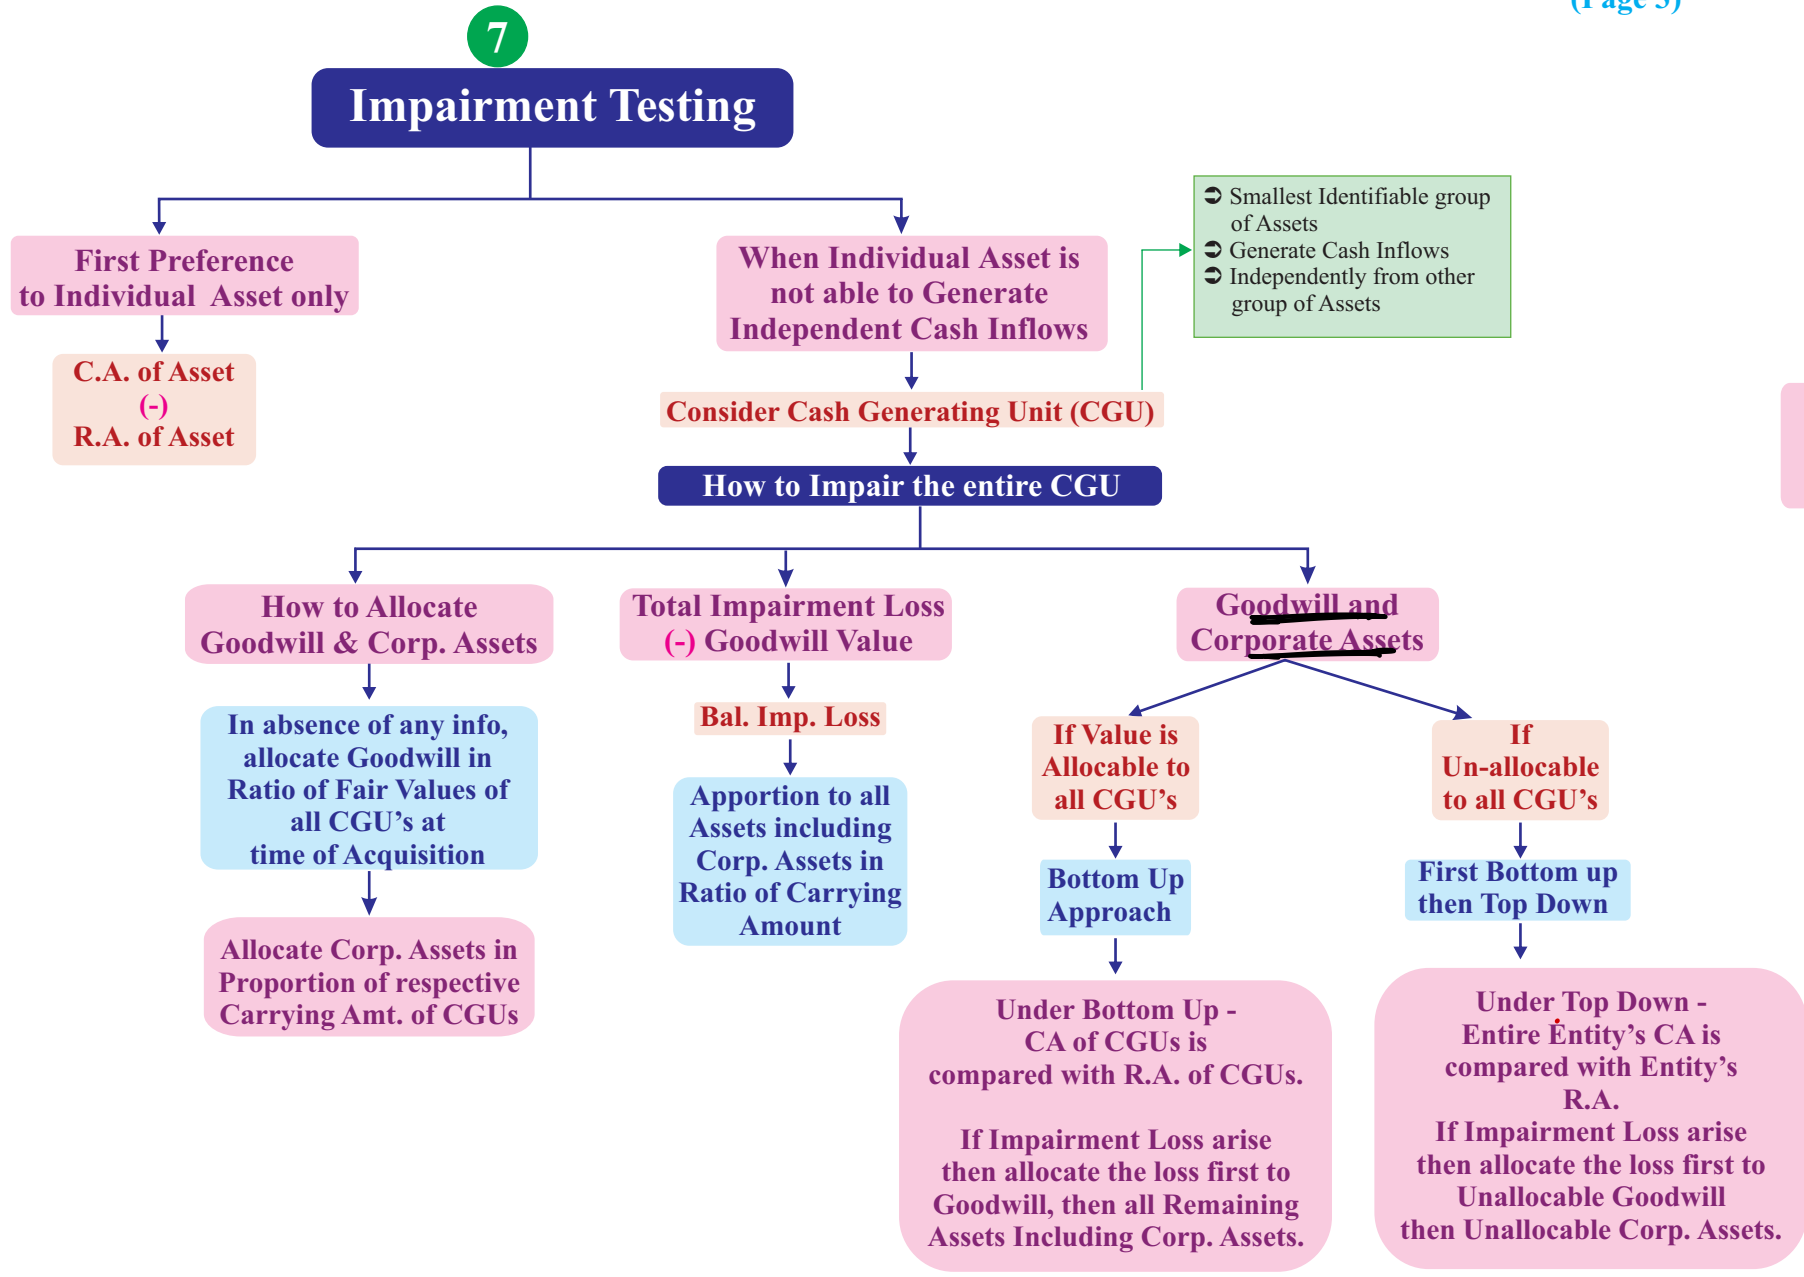 (Page 3)
7
Impairment Testing
First Preference
to Individual Asset only
C.A. of Asset
(-)
R.A. of Asset
When Individual Asset is
not able to Generate
Independent Cash Inflows
➲ Smallest Identifiable group
of Assets
➲ Generate Cash Inflows
➲ Independently from other
group of Assets
Consider Cash Generating Unit (CGU)
How to Impair the entire CGU
How to Allocate
Goodwill & Corp. Assets
In absence of any info,
allocate Goodwill in
Ratio of Fair Values of
all CGU's at
time of Acquisition
Allocate Corp. Assets in
Proportion of respective
Carrying Amt. of CGUs
Total Impairment Loss
(-) Goodwill Value
Bal. Imp. Loss
Apportion to all
Assets including
Corp. Assets in
Ratio of Carrying
Amount
Goodwill and
Corporate Assets
If Value is
Allocable to
all CGU's
Bottom Up
Approach
Under Bottom Up -
CA of CGUs is
compared with R.A. of CGUs.
If Impairment Loss arise
then allocate the loss first to
Goodwill, then all Remaining
Assets Including Corp. Assets.
If
Un-allocable
to all CGU's
First Bottom up
then Top Down
Under Top Down -
Entire Entity's CA is
compared with Entity's
R.A.
If Impairment Loss arise
then allocate the loss first to
Unallocable Goodwill
then Unallocable Corp. Assets.